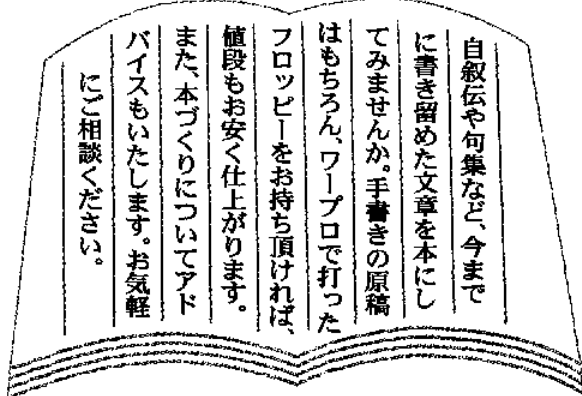 自叙伝や句集など、今まで
に書き留めた文章を本にし
てみませんか。手書きの原稿
はもちろん、ワープロで打った
フロッピーをお持ち頂ければ、
値段もお安く仕上がります。
また、本づくりについてアド
バイスもいたします。お気軽
にご相談ください。